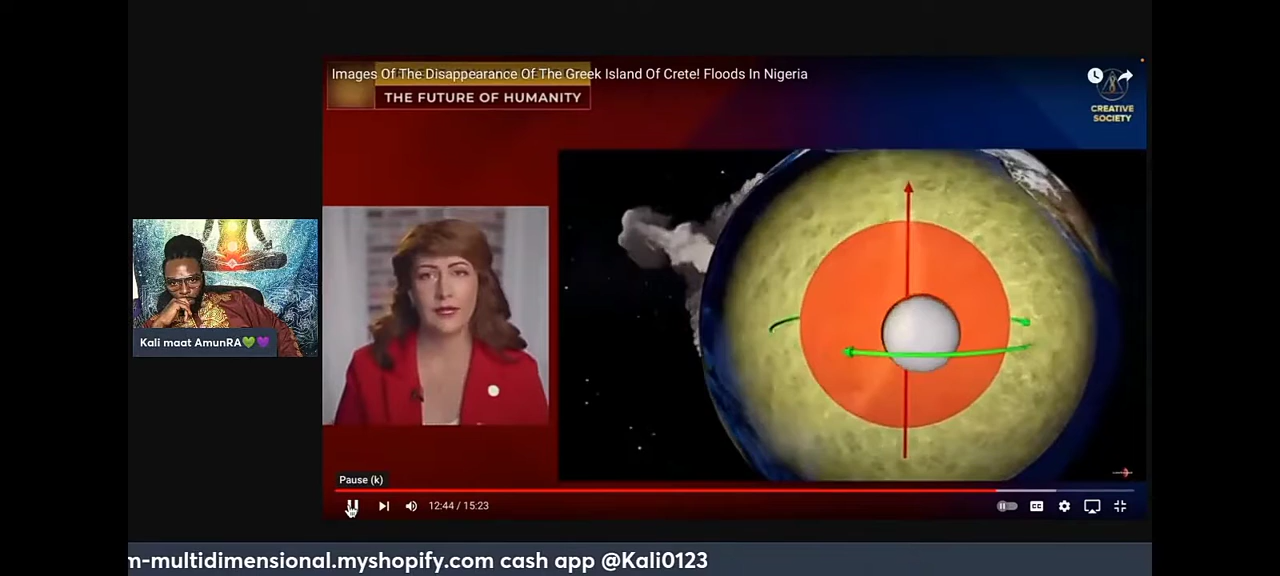 Images Of The Disappearance Of The Greek Island Of Crete! Floods In Nigeria
THE FUTURE OF HUMANITY
CREATIVE
SOCIETY
Kali maat AmunRA💚💜
Pause (k)
12:44 / 15:23
m-multidimensional.myshopify.com cash app @Kali0123